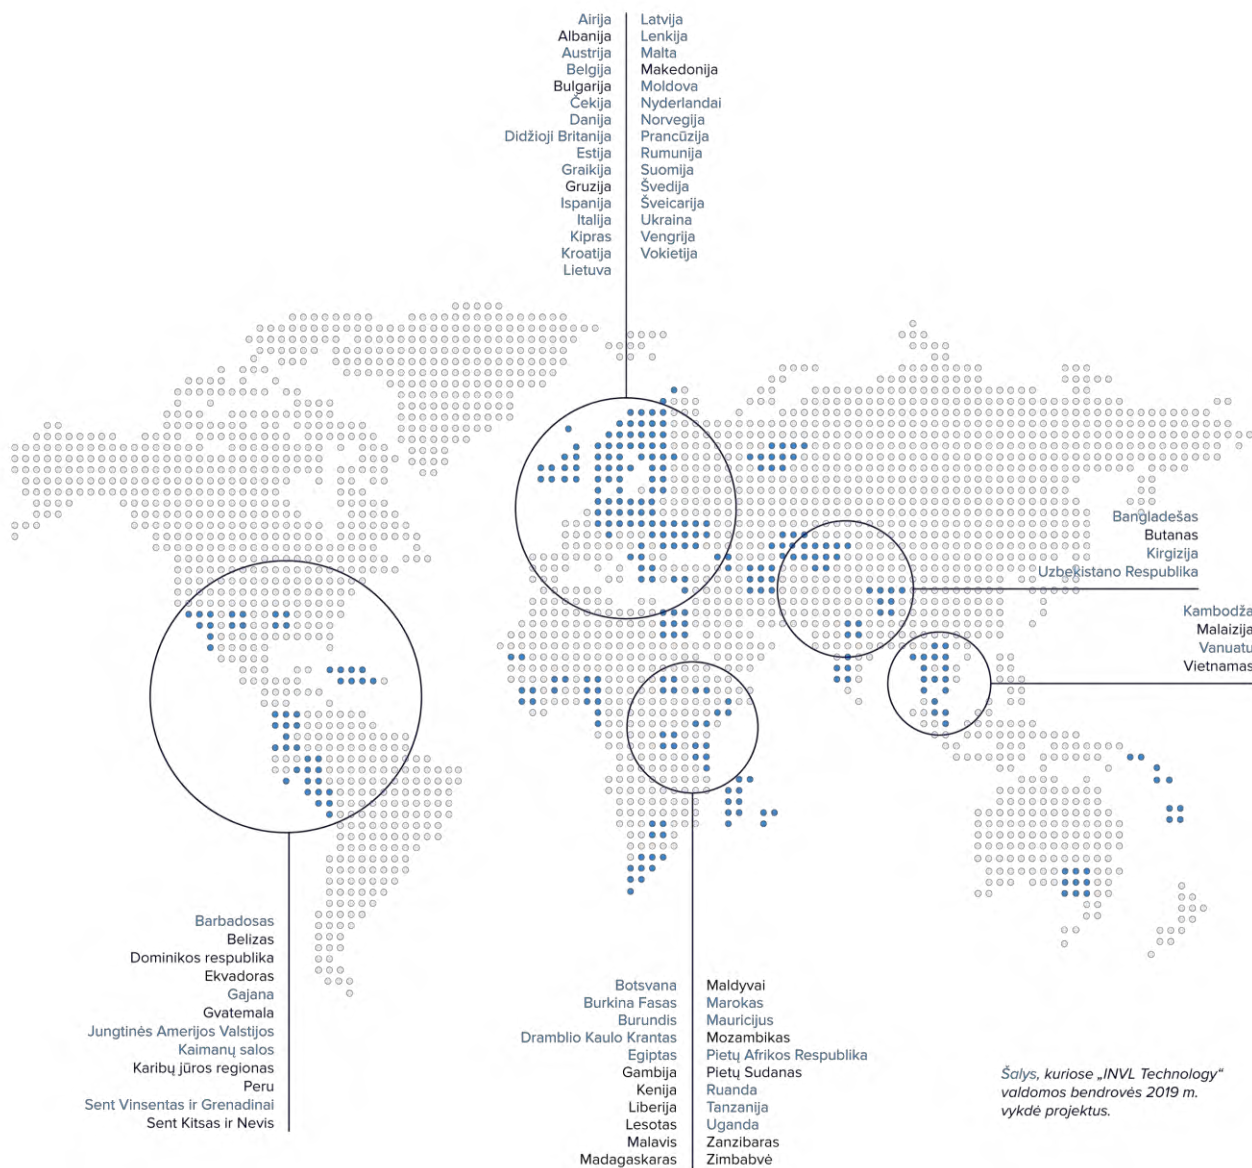 Airija
Albanija
Austrija
Belgija
Bulgarija
Čekija
Danija
Didžioji Britanija
Estija
Graikija
Gruzija
Ispanija
Italija
Kipras
Kroatija
Lietuva
Latvija
Lenkija
Malta
Makedonija
Moldova
Nyderlandai
Norvegija
Prancūzija
Rumunija
Suomija
Švedija
Šveicarija
Ukraina
Vengrija
Vokietija
Bangladešas
Butanas
Kirgizija
Uzbekistano Respublika
Kambodža
Malaizija
Vanuatu
Vietnamas
Barbadosas
Belizas
Dominikos respublika
Ekvadoras
Gajana
Gvatemala
Jungtinės Amerijos Valstijos
Kaimanų salos
Karibų jūros regionas
Peru
Sent Vinsentas ir Grenadinai
Sent Kitsas ir Nevis
Botsvana
Burkina Fasas
Burundis
Dramblio Kaulo Krantas
Egiptas
Gambija
Kenija
Liberija
Lesotas
Malavis
Madagaskaras
Maldyvai
Marokas
Mauricijus
Mozambikas
Pietų Afrikos Respublika
Pietų Sudanas
Ruanda
Tanzanija
Uganda
Zanzibaras
Zimbabvė
Šalys, kuriose „INVL Technology“
valdomos bendrovės 2019 m.
vykdė projektus.